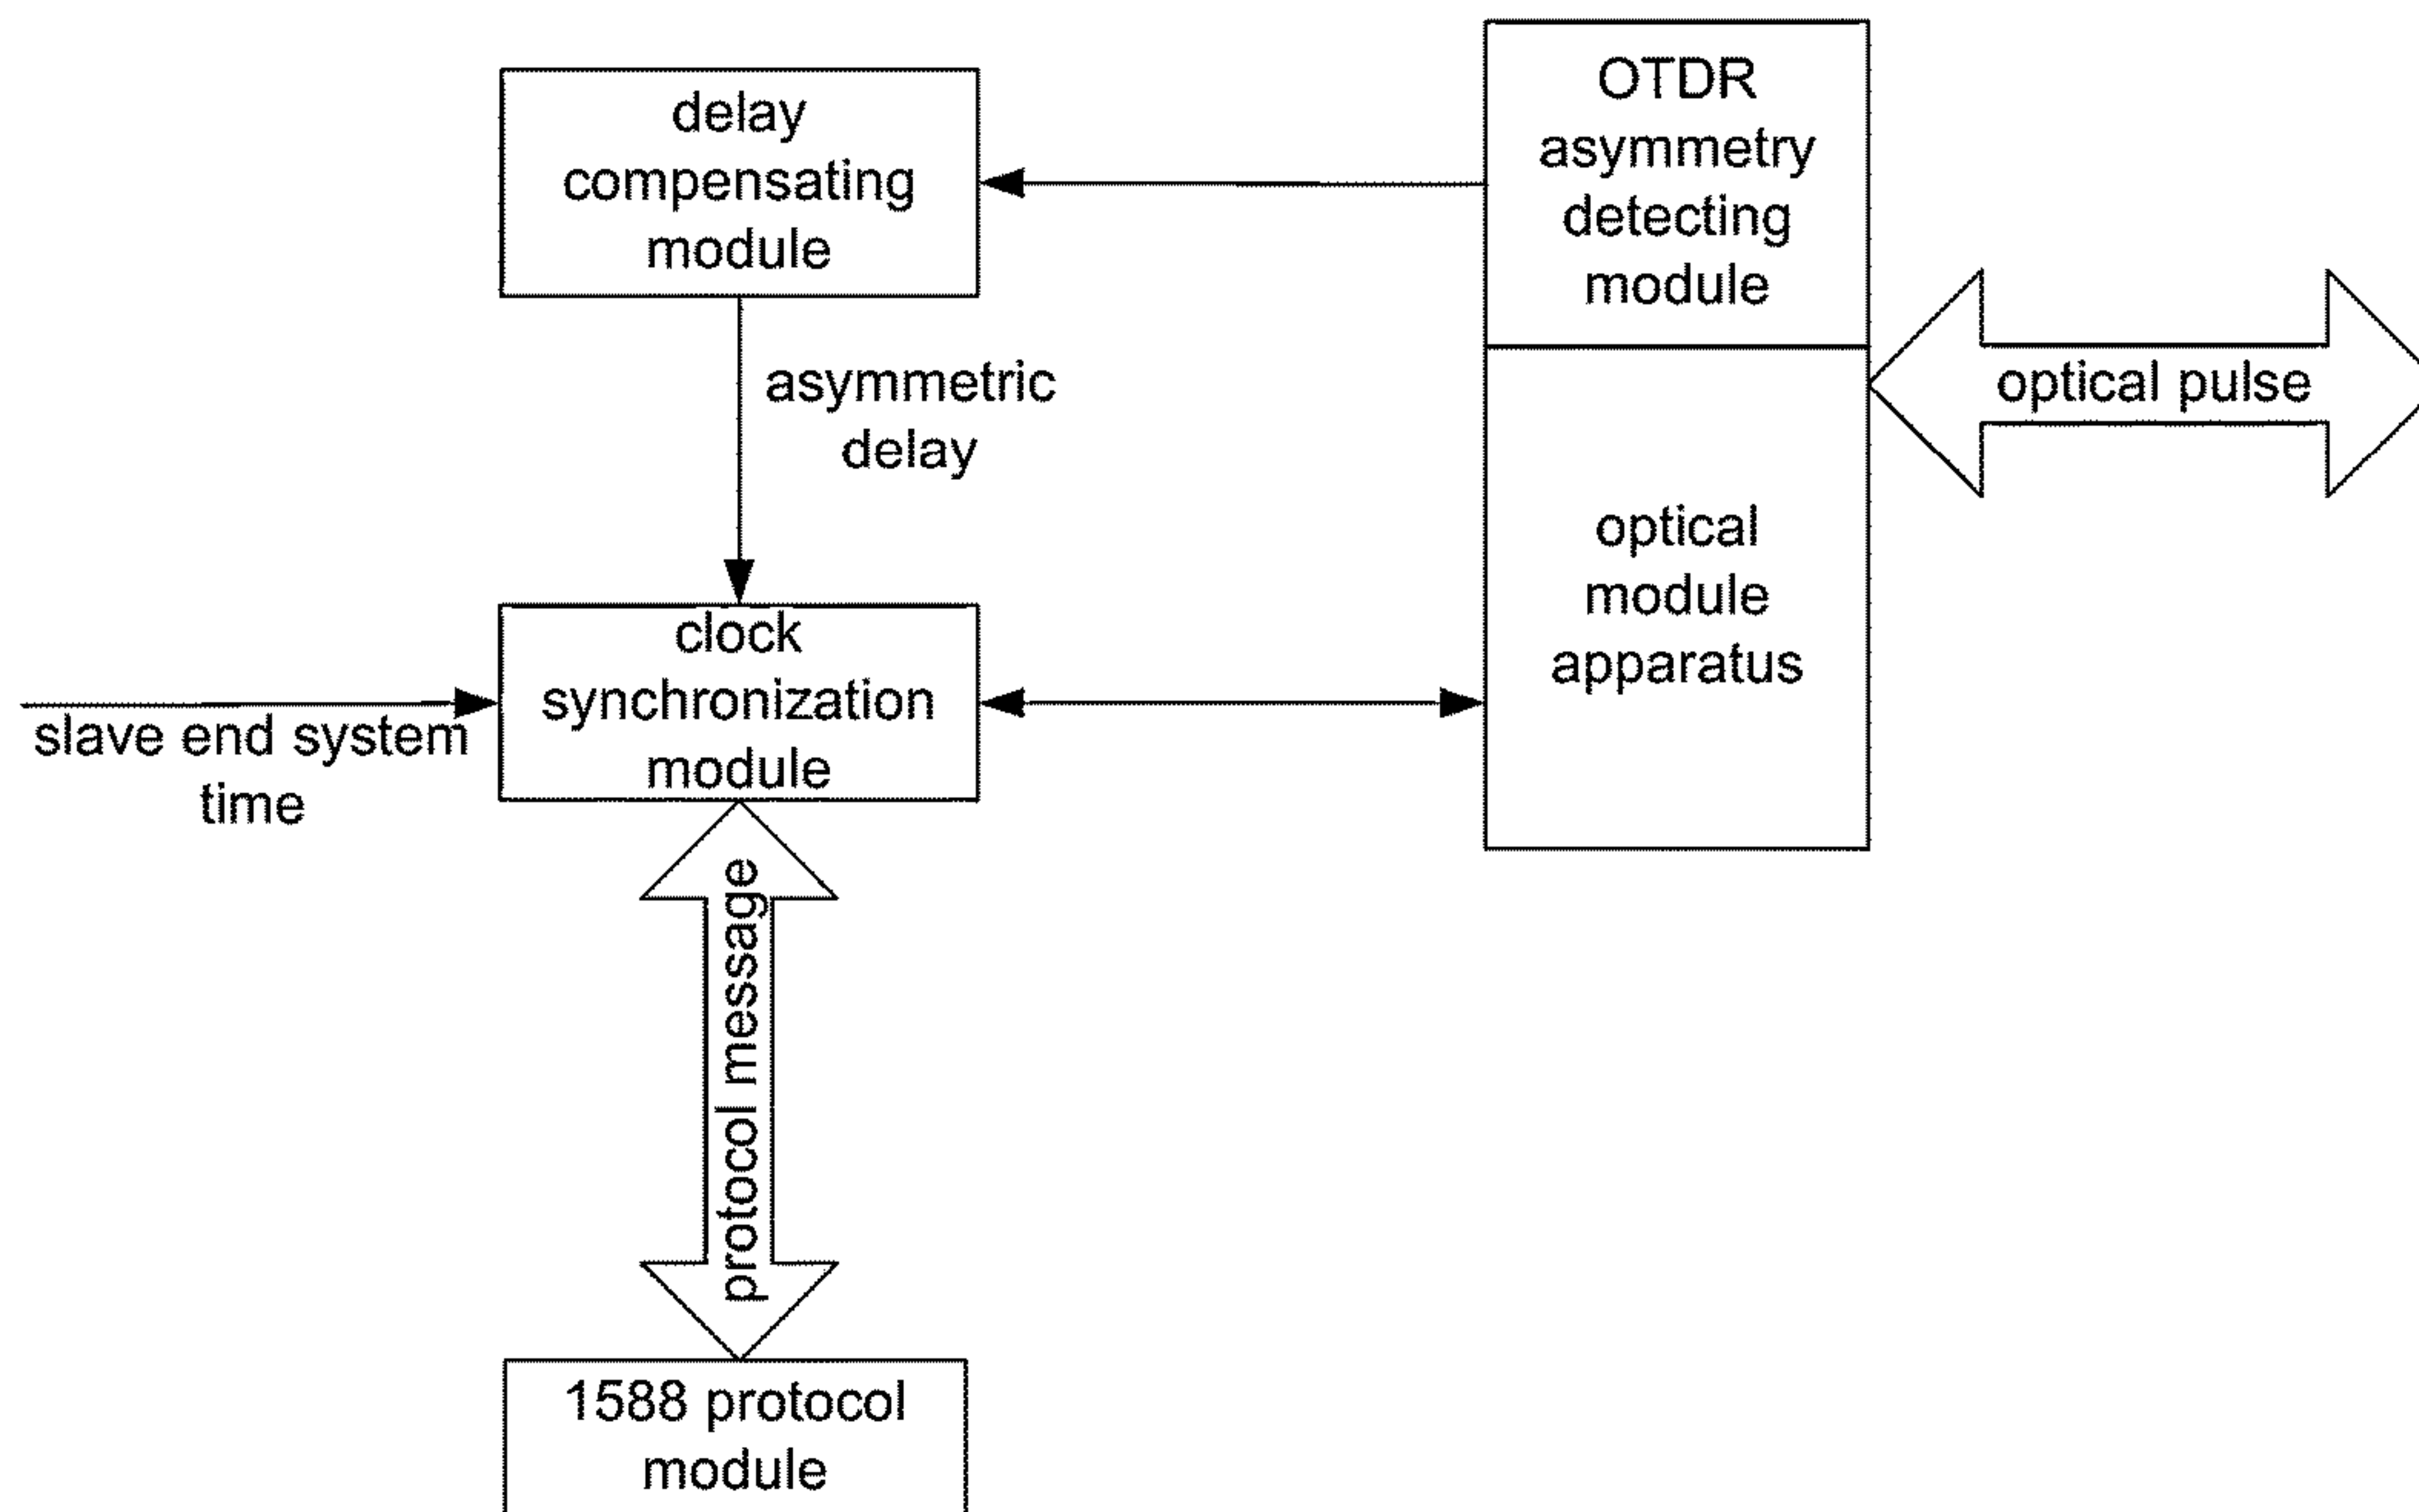 delay
compensating
module
OTDR
asymmetry
detecting
module
optical pulse
asymmetric
delay
optical
module
apparatus
clock
synchronization
module
slave end system
time
protocol message
1588 protocol
module